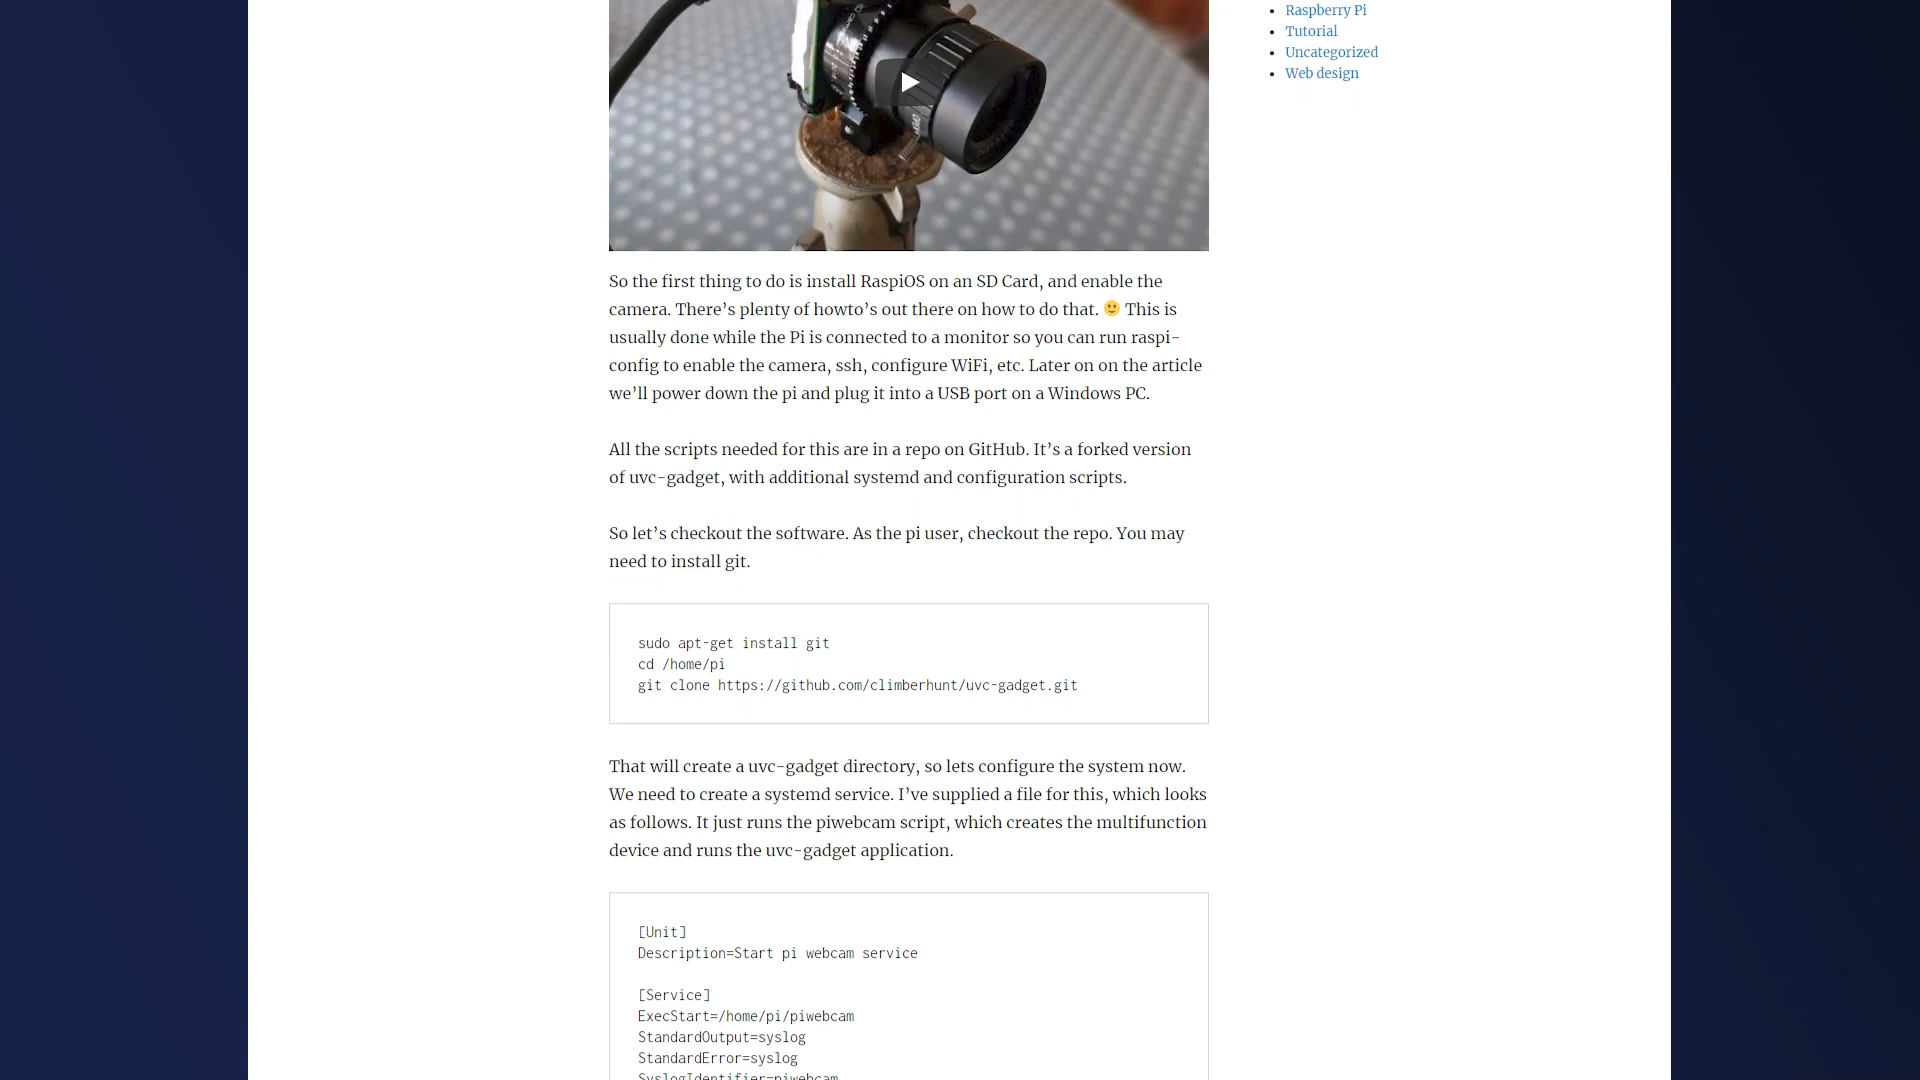 Raspberry Pi
Tutorial
Uncategorized
Web design
So the first thing to do is install RaspiOS on an SD Card, and enable the
camera. There’s plenty of howto’s out there on how to do that. 🙂 This is
usually done while the Pi is connected to a monitor so you can run raspi-
config to enable the camera, ssh, configure WiFi, etc. Later on on the article
we’ll power down the pi and plug it into a USB port on a Windows PC.
All the scripts needed for this are in a repo on GitHub. It’s a forked version
of uvc-gadget, with additional systemd and configuration scripts.
So let’s checkout the software. As the pi user, checkout the repo. You may
need to install git.
sudo apt-get install git
cd /home/pi
git clone https://github.com/climberhunt/uvc-gadget.git
That will create a uvc-gadget directory, so lets configure the system now.
We need to create a systemd service. I’ve supplied a file for this, which looks
as follows. It just runs the piwebcam script, which creates the multifunction
device and runs the uvc-gadget application.
[Unit]
Description=Start pi webcam service
[Service]
ExecStart=/home/pi/piwebcam
StandardOutput=syslog
StandardError=syslog
SyslogIdentifier=piwebcam